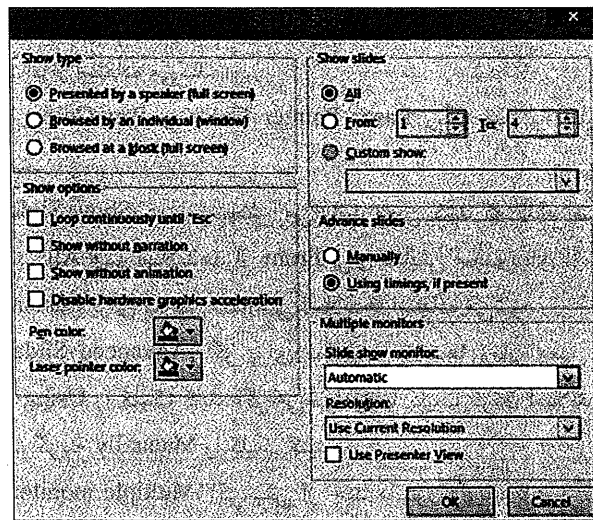 Show type
Presented by a speaker (full screen)
Browsed by an individual (window)
Browsed at a kiosk (full screen)
Show options
Loop continuously until 'Esc'
Show without narration
Show without animation
Disable hardware graphics acceleration
Pen color:
Laser pointer color:
Show slides
All
From: 1 To: 4
Custom show:
Advance slides
Manually
Using timings, if present
Multiple monitors
Slide show monitor:
Automatic
Resolution:
Use Current Resolution
Use Presenter View
OK Cancel